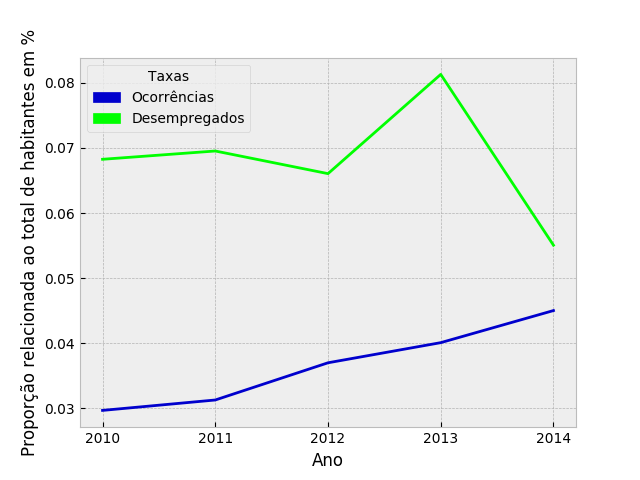 Proporção relacionada ao total de habitantes em %
0.08
0.07
0.06
0.05
0.04
0.03
Taxas
Ocorrências
Desempregados
2010 2011 2012 2013 2014
Ano